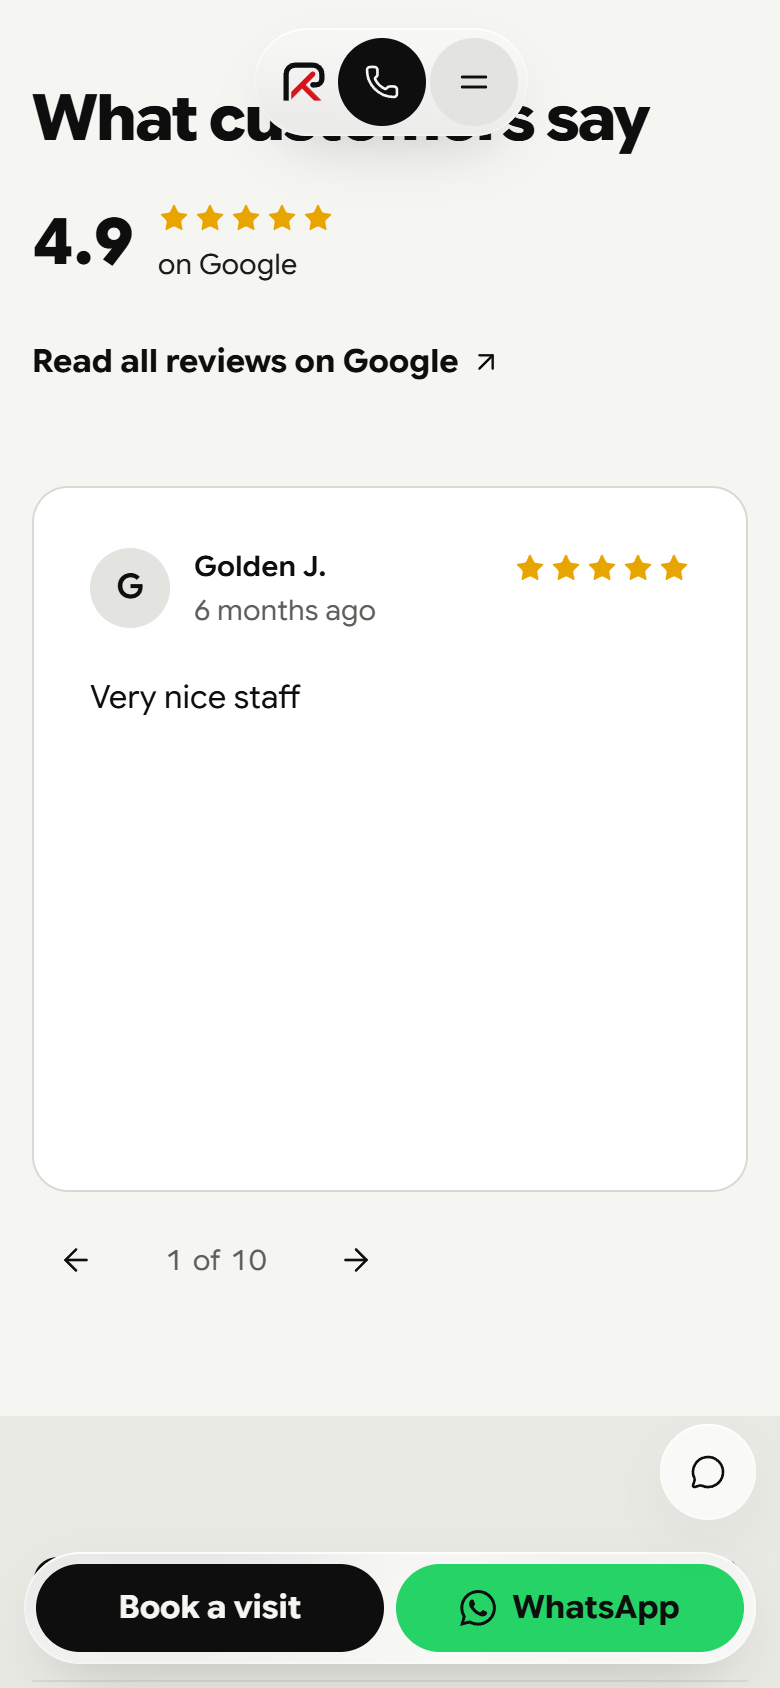 What customers say
4.9
on Google
Read all reviews on Google
G
Golden J.
6 months ago
Very nice staff
1 of 10
Book a visit
WhatsApp